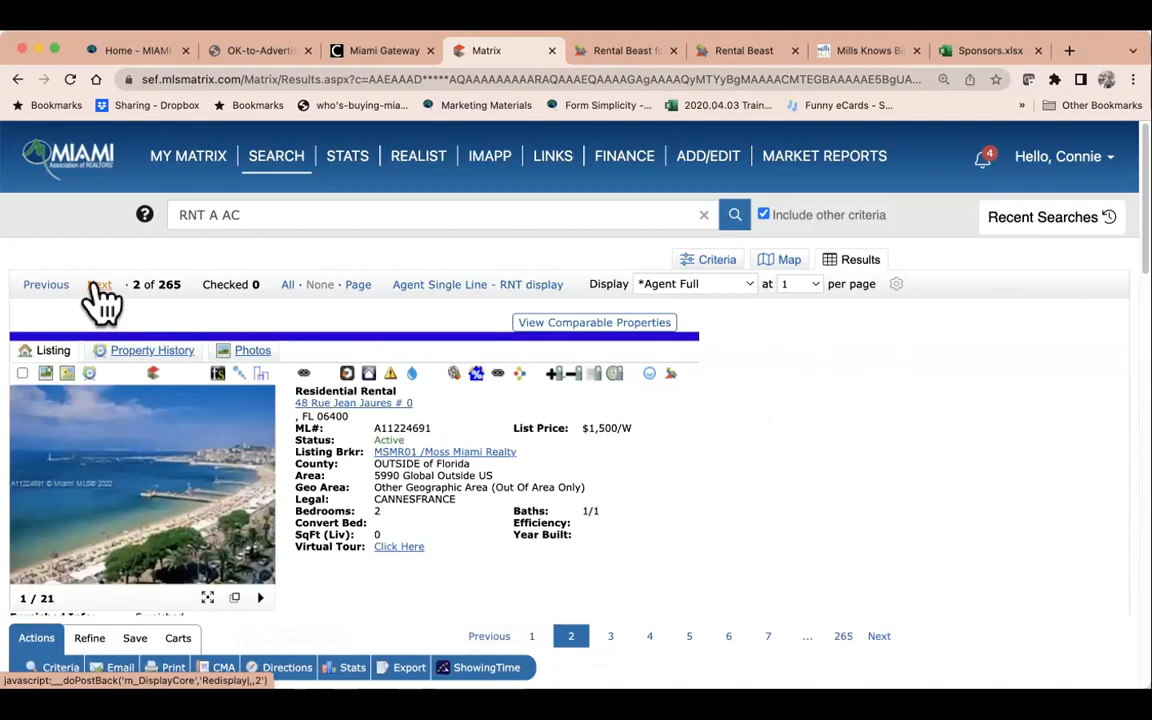 Home - MIAMI
OK-to-Advertis
Miami Gateway
Matrix
Rental Beast fo
Rental Beast
Mills Knows Bi
Sponsors.xlsx
sef.mlsmatrix.com/Matrix/Results.aspx?c=AAEAAAD*****AQAAAAAAAAARAQAAAEQAAAAGAgAAAAQyMTYyBgMAAAACMTEGBAAAAAE5BgUA...
Bookmarks
Sharing - Dropbox
Bookmarks
who's-buying-mia...
Marketing Materials
Form Simplicity -...
2020.04.03 Train...
Funny eCards - S...
»
Other Bookmarks
MIAMI
MY MATRIX
SEARCH
STATS
REALIST
IMAPP
LINKS
FINANCE
ADD/EDIT
MARKET REPORTS
4
Hello, Connie
RNT A AC
Include other criteria
Recent Searches
Criteria
Map
Results
Previous
Next
· 2 of 265
Checked 0
All · None · Page
Agent Single Line - RNT display
Display
*Agent Full
at
1
per page
View Comparable Properties
Listing
Property History
Photos
Residential Rental
48 Rue Jean Jaures # 0
, FL 06400
ML#: A11224691 List Price: $1,500/W
Status: Active
Listing Brkr: MSMR01 /Moss Miami Realty
County: OUTSIDE of Florida
Area: 5990 Global Outside US
Geo Area: Other Geographic Area (Out Of Area Only)
Legal: CANNESFRANCE
Bedrooms: 2 Baths: 1/1
Convert Bed: Efficiency:
SqFt (Liv): 0 Year Built:
Virtual Tour: Click Here
A11224691 © Miami MLS® 2022
1 / 21
Actions
Refine
Save
Carts
Previous 1 2 3 4 5 6 7 ... 265 Next
Criteria
Email
Print
CMA
Directions
Stats
Export
ShowingTime
javascript:__doPostBack('m_DisplayCore','Redisplay|,,2')